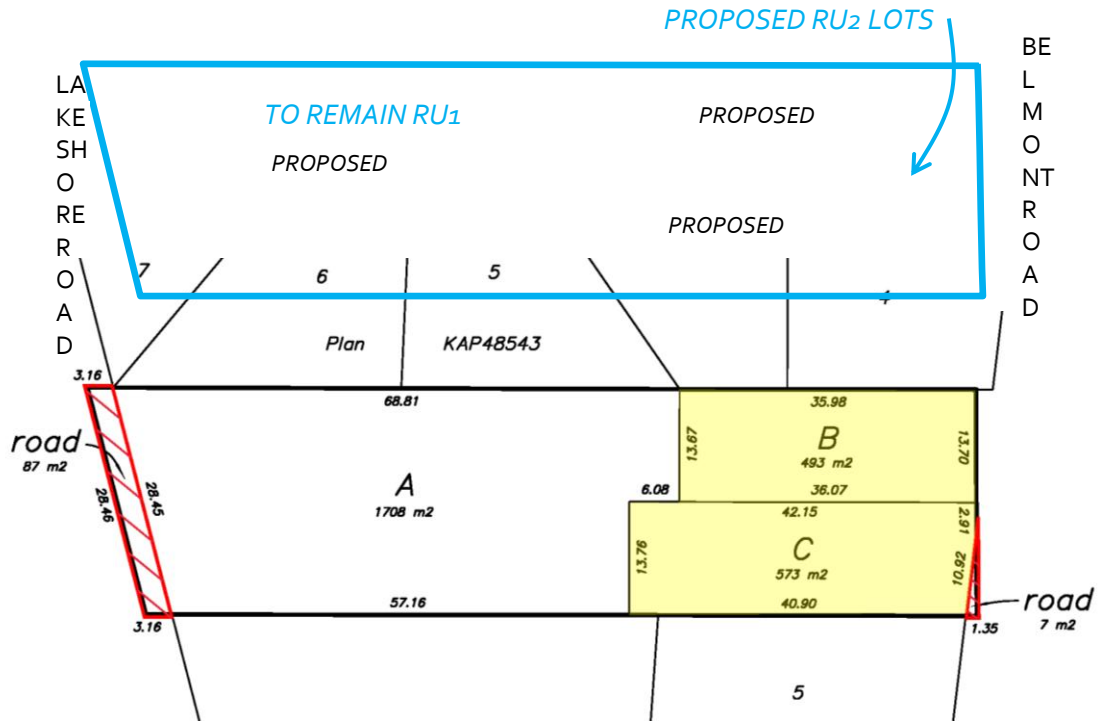 PROPOSED RU2 LOTS
LA
KE
SH
O
RE
R
O
A
D
BE
L
M
O
NT
R
O
A
D
TO REMAIN RU1
PROPOSED
PROPOSED
PROPOSED
7
6
5
4
Plan
KAP48543
3.16
68.81
35.98
road
87 m2
28.46
28.45
A
1708 m2
13.67
B
493 m2
13.70
6.08
36.07
42.15
2.91
13.76
C
573 m2
10.92
57.16
40.90
3.16
1.35
road
7 m2
5